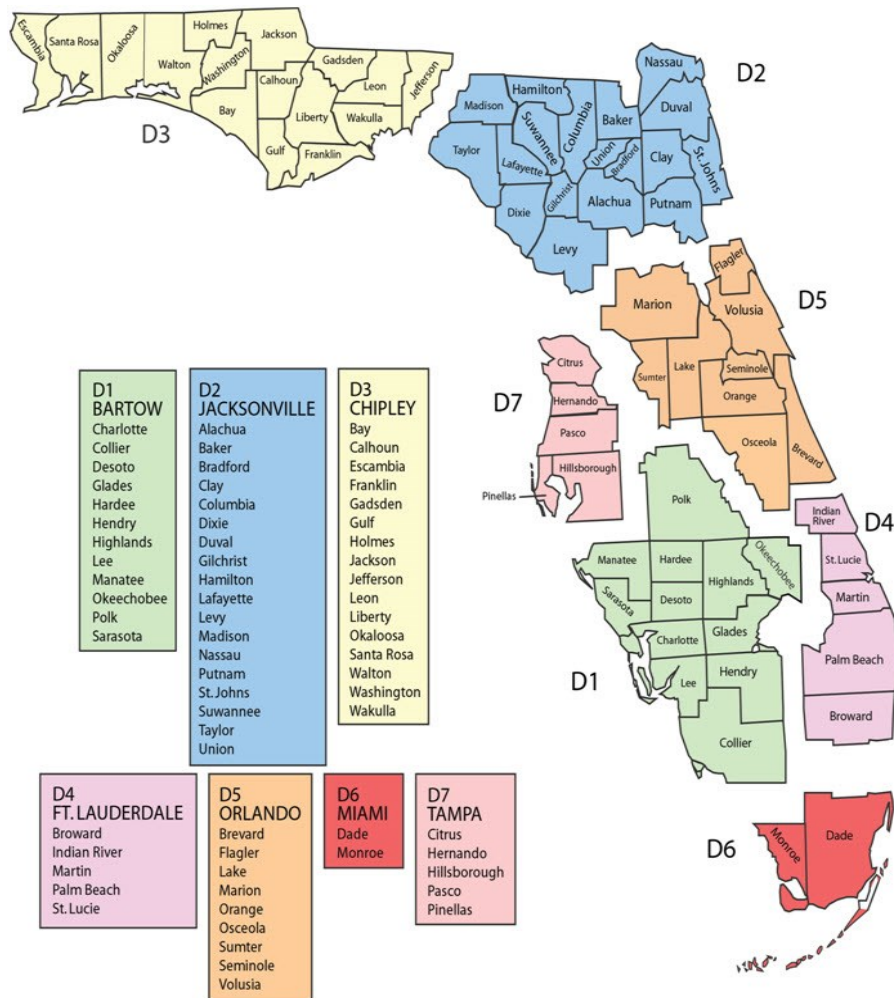 Escambia
Santa Rosa
Okaloosa
Walton
Holmes
Washington
Jackson
Bay
Calhoun
Gulf
Liberty
Franklin
Gadsden
Leon
Wakulla
Jefferson
D3
Madison
Hamilton
Taylor
Suwannee
Lafayette
Columbia
Dixie
Gilchrist
Levy
Baker
Union
Bradford
Alachua
Nassau
Duval
Clay
St. Johns
Putnam
D2
Flagler
Marion
Volusia
Sumter
Lake
Seminole
Orange
Osceola
Brevard
D5
Citrus
Hernando
Pasco
Hillsborough
Pinellas
D7
Polk
Manatee
Hardee
Highlands
Okeechobee
Sarasota
Desoto
Charlotte
Glades
Lee
Hendry
Collier
D1
Indian
River
St. Lucie
Martin
Palm Beach
Broward
D4
Monroe
Dade
D6
D1
BARTOW
Charlotte
Collier
Desoto
Glades
Hardee
Hendry
Highlands
Lee
Manatee
Okeechobee
Polk
Sarasota
D2
JACKSONVILLE
Alachua
Baker
Bradford
Clay
Columbia
Dixie
Duval
Gilchrist
Hamilton
Lafayette
Levy
Madison
Nassau
Putnam
St. Johns
Suwannee
Taylor
Union
D3
CHIPLEY
Bay
Calhoun
Escambia
Franklin
Gadsden
Gulf
Holmes
Jackson
Jefferson
Leon
Liberty
Okaloosa
Santa Rosa
Walton
Washington
Wakulla
D4
FT. LAUDERDALE
Broward
Indian River
Martin
Palm Beach
St. Lucie
D5
ORLANDO
Brevard
Flagler
Lake
Marion
Orange
Osceola
Sumter
Seminole
Volusia
D6
MIAMI
Dade
Monroe
D7
TAMPA
Citrus
Hernando
Hillsborough
Pasco
Pinellas